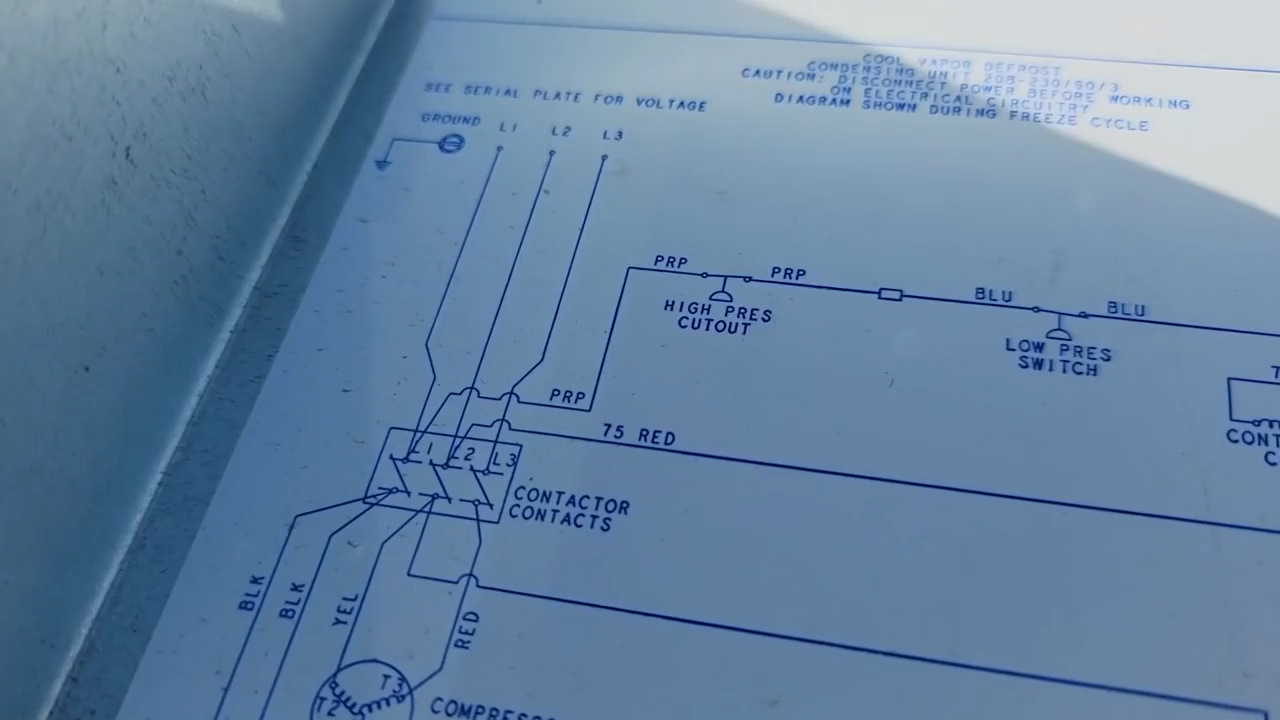 COOL VAPOR DEFROST
CONDENSING UNIT 208-230/60/3
CAUTION: DISCONNECT POWER BEFORE WORKING
ON ELECTRICAL CIRCUITRY
DIAGRAM SHOWN DURING FREEZE CYCLE
SEE SERIAL PLATE FOR VOLTAGE
GROUND L1 L2 L3
PRP PRP BLU BLU
HIGH PRES
CUTOUT
LOW PRES
SWITCH
PRP
75 RED
L1 L2 L3
CONTACTOR
CONTACTS
BLK BLK YEL RED
T3
T2